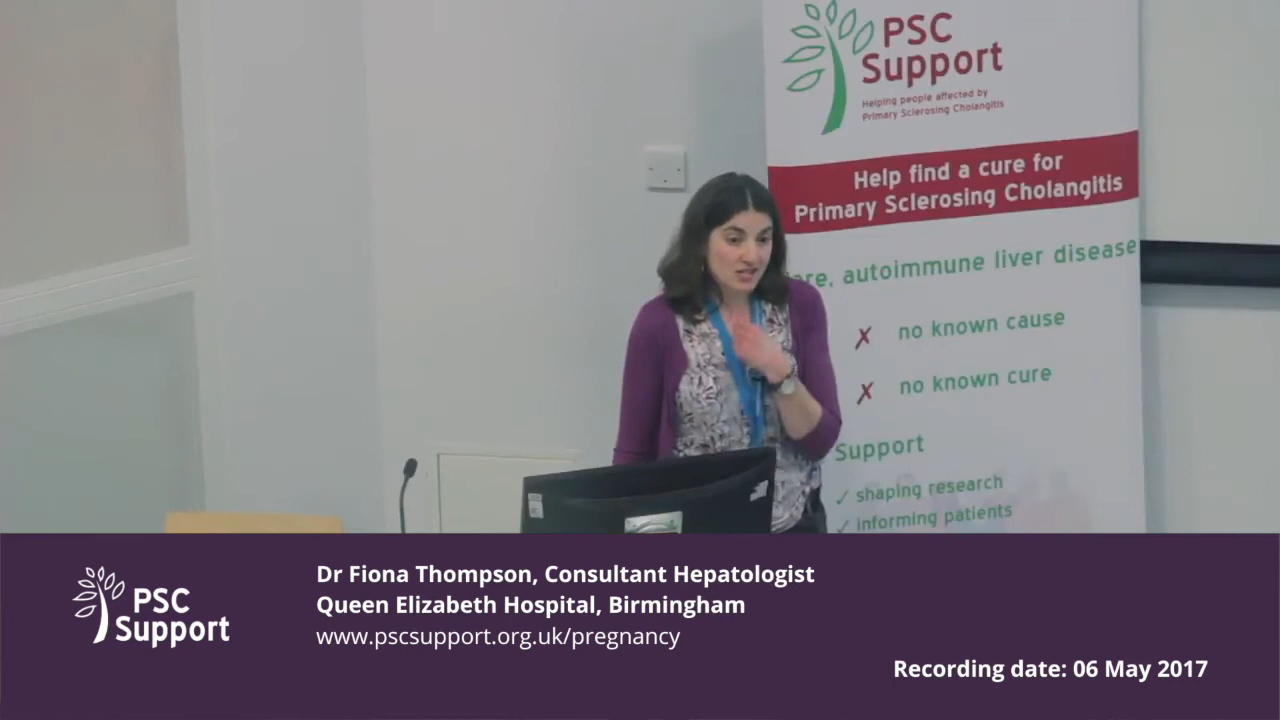 PSC
Support
Helping people affected by
Primary Sclerosing Cholangitis
Help find a cure for
Primary Sclerosing Cholangitis
autoimmune liver disease
✗ no known cause
✗ no known cure
Support
✓ shaping research
✓ informing patients
PSC
Support
Dr Fiona Thompson, Consultant Hepatologist
Queen Elizabeth Hospital, Birmingham
www.pscsupport.org.uk/pregnancy
Recording date: 06 May 2017